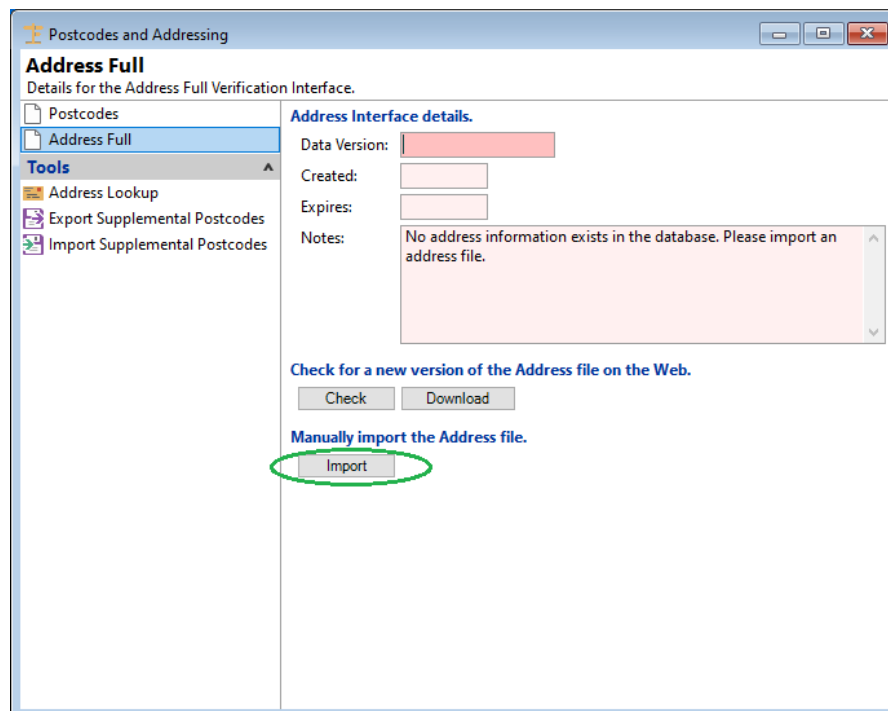 Postcodes and Addressing
Address Full
Details for the Address Full Verification Interface.
Postcodes
Address Full
Tools
Address Lookup
Export Supplemental Postcodes
Import Supplemental Postcodes
Address Interface details.
Data Version:
Created:
Expires:
Notes:
No address information exists in the database. Please import an
address file.
Check for a new version of the Address file on the Web.
Check
Download
Manually import the Address file.
Import